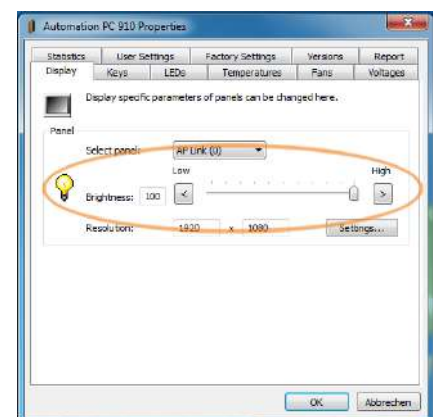 Automation PC 910 Properties
Statistics User Settings Factory Settings Versions Report
Display Keys LEDs Temperatures Fans Voltages
Display specific parameters of panels can be changed here.
Panel
Select panel: AP Link (0)
Low High
Brightness: 100 < >
Resolution: 1920 x 1080 Settings...
OK Abbrechen